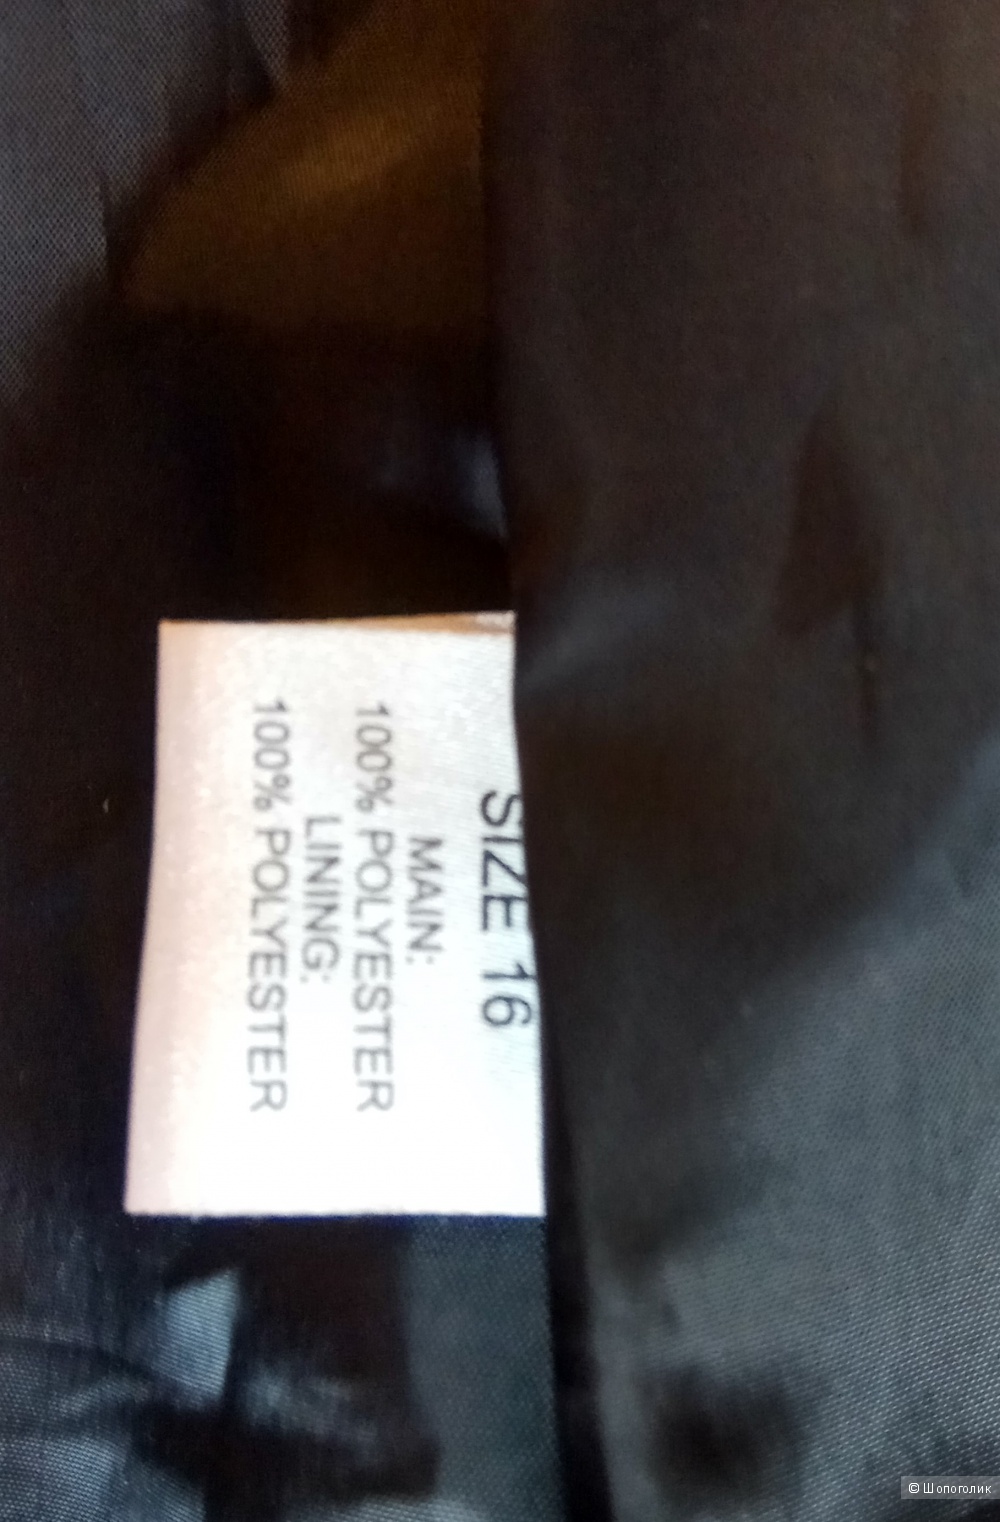 SIZE 16
MAIN:
100% POLYESTER
LINING:
100% POLYESTER
© Шопоголик